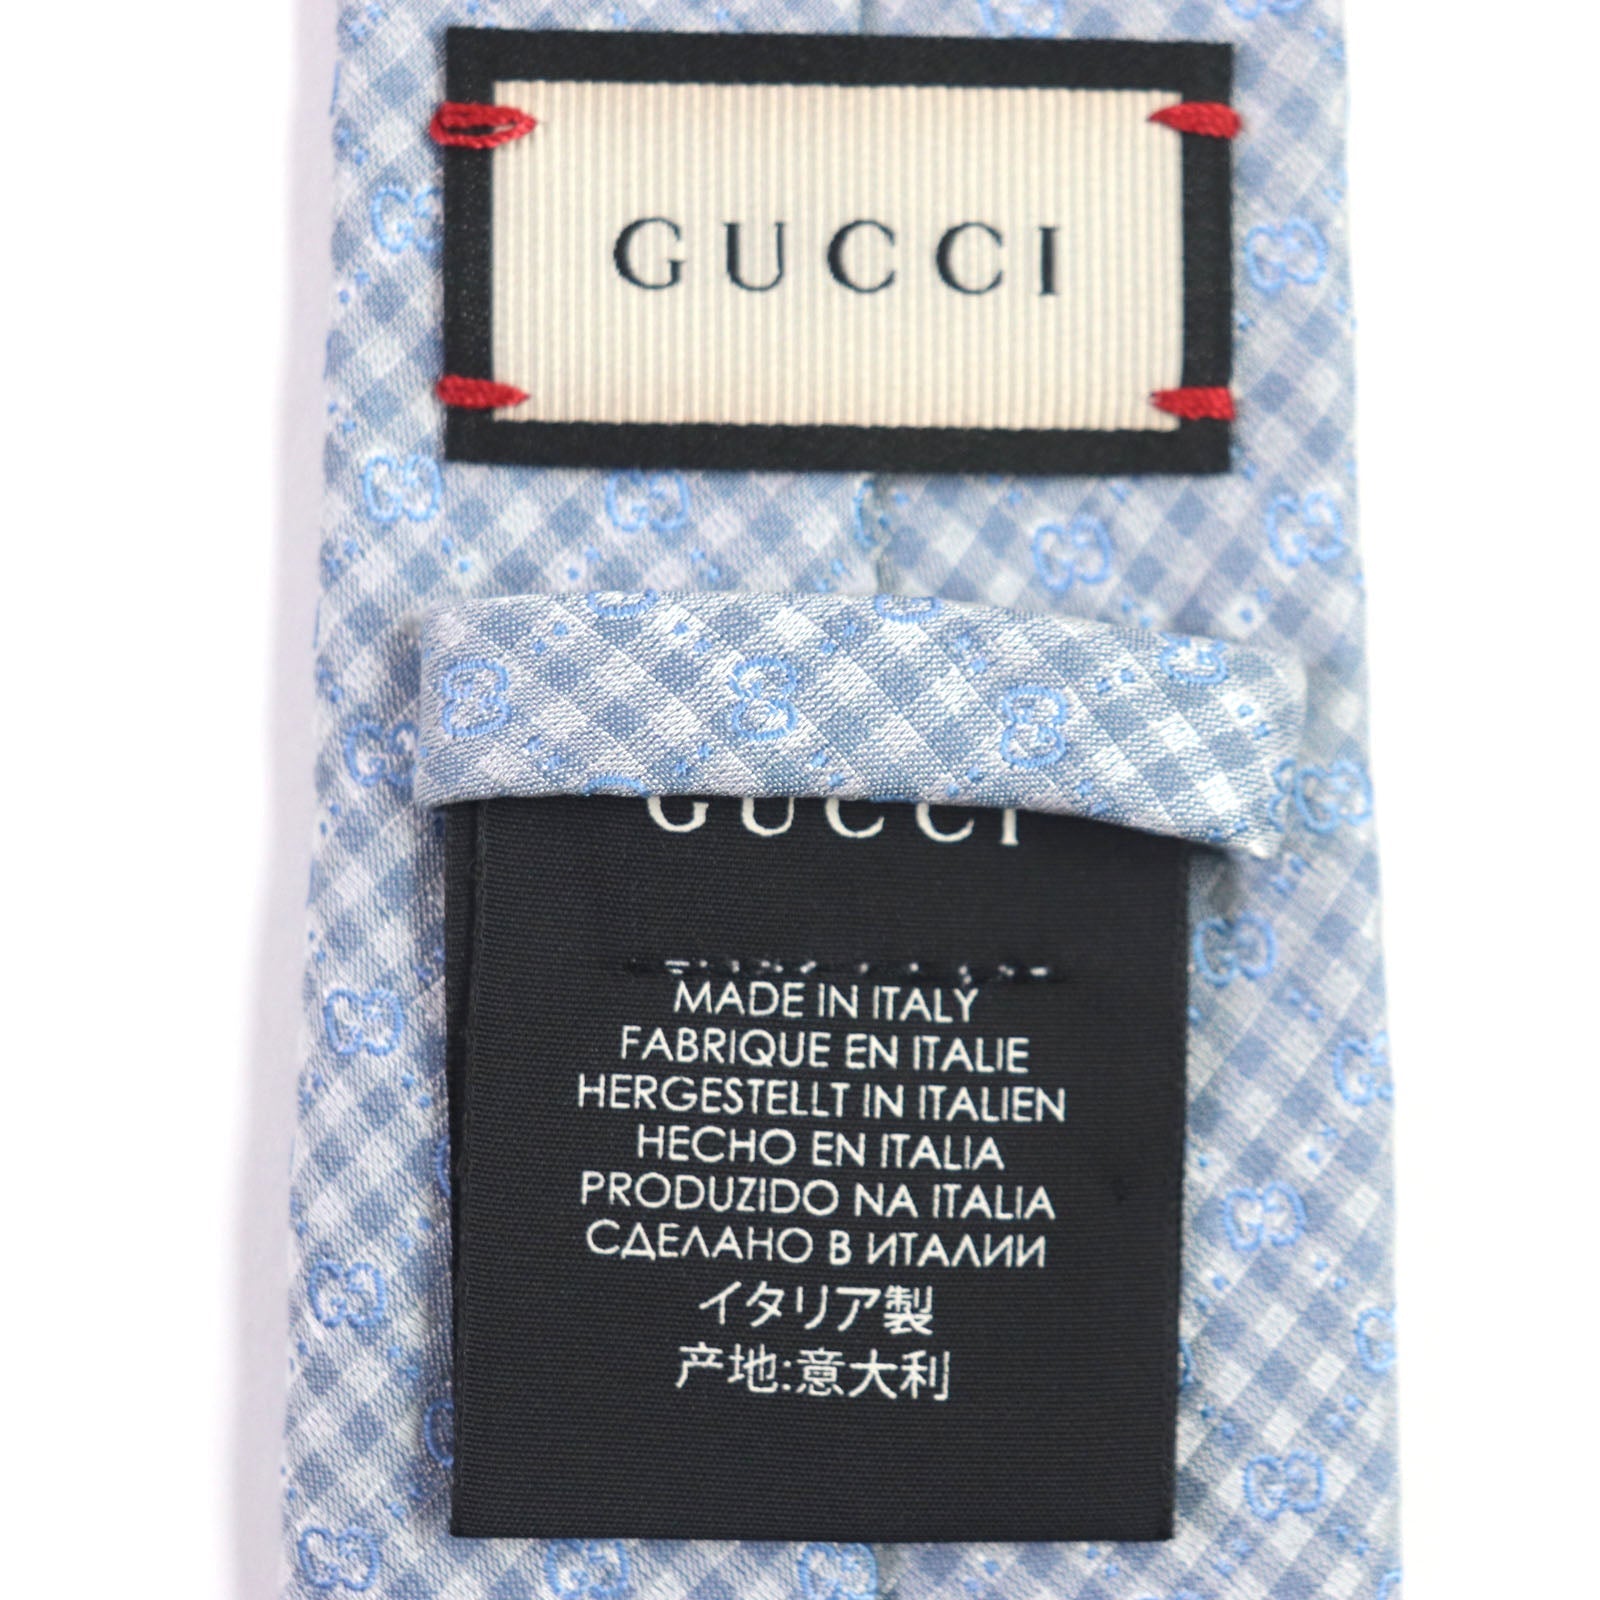 GUCCI
GUCCI
MADE IN ITALY
FABRIQUE EN ITALIE
HERGESTELLT IN ITALIEN
HECHO EN ITALIA
PRODUZIDO NA ITALIA
СДЕЛАНО В ИТАЛИИ
イタリア製
产地:意大利